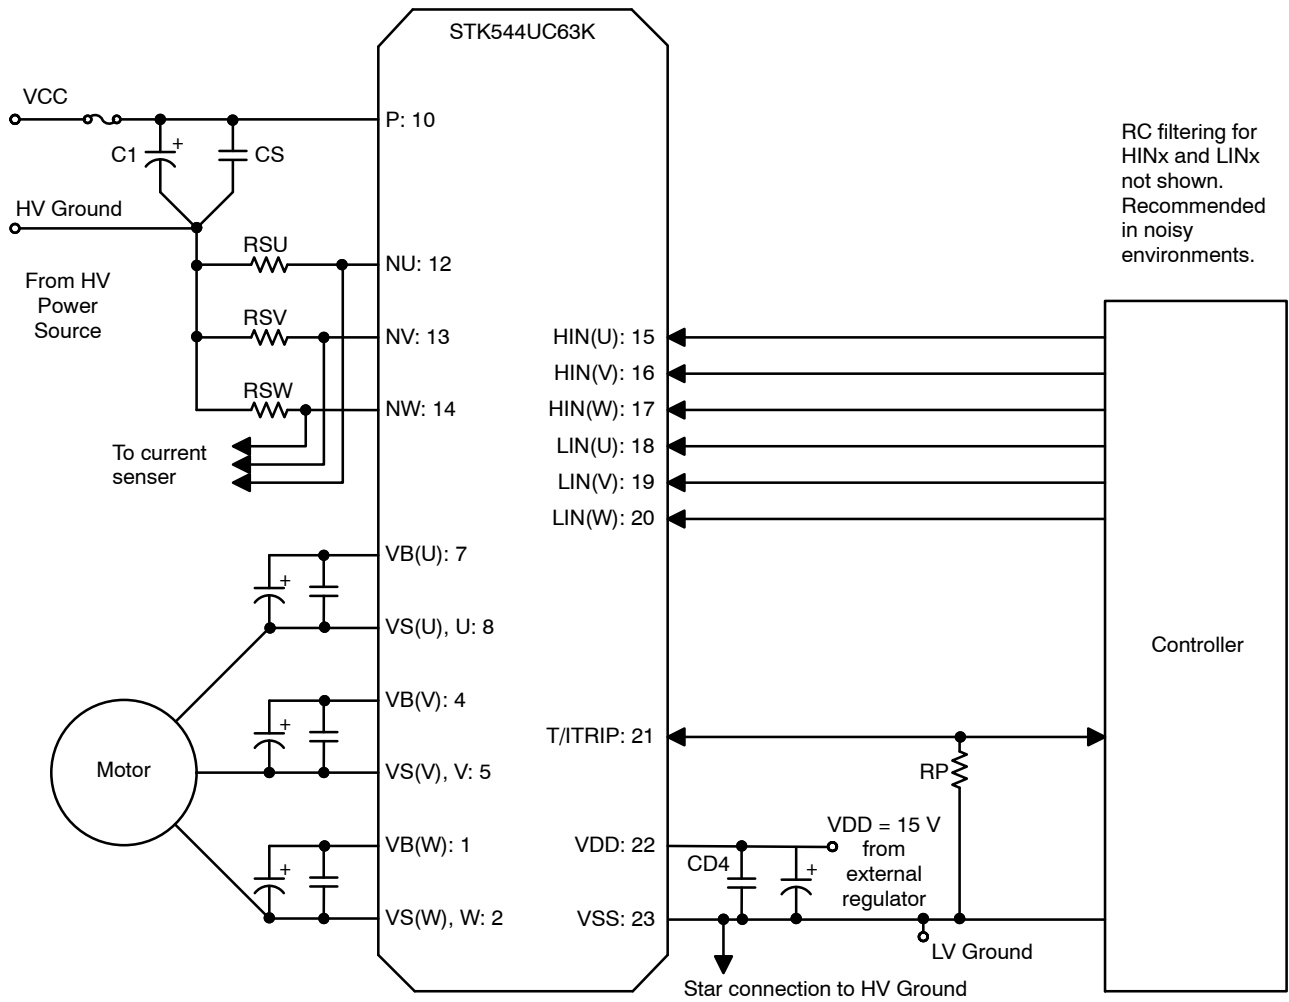 STK544UC63K
VCC
P: 10
C1
+
CS
HV Ground
From HV
Power
Source
RSU
NU: 12
RSV
NV: 13
RSW
NW: 14
To current
senser
VB(U): 7
+
VS(U), U: 8
VB(V): 4
+
VS(V), V: 5
VB(W): 1
+
VS(W), W: 2
Motor
HIN(U): 15
HIN(V): 16
HIN(W): 17
LIN(U): 18
LIN(V): 19
LIN(W): 20
T/ITRIP: 21
RP
VDD: 22
CD4
+
VDD = 15 V
from
external
regulator
VSS: 23
LV Ground
Star connection to HV Ground
RC filtering for
HINx and LINx
not shown.
Recommended
in noisy
environments.
Controller